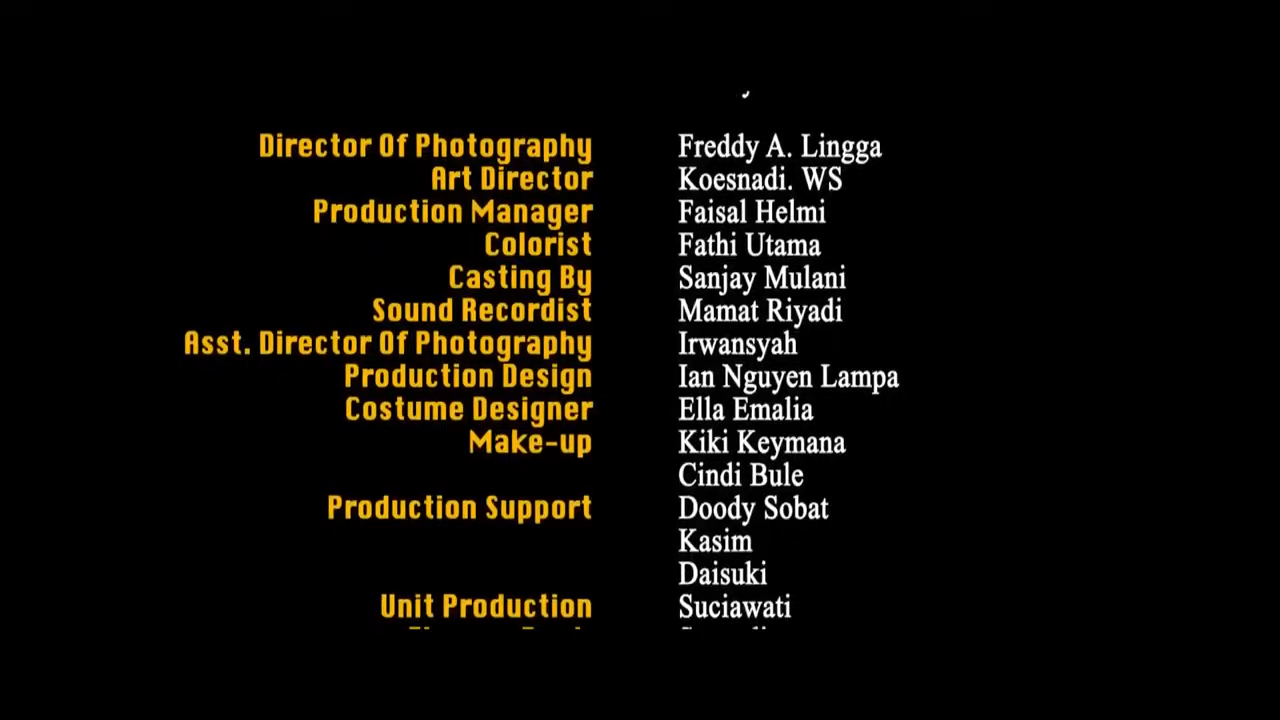 Director Of Photography Freddy A. Lingga
Art Director Koesnadi. WS
Production Manager Faisal Helmi
Colorist Fathi Utama
Casting By Sanjay Mulani
Sound Recordist Mamat Riyadi
Asst. Director Of Photography Irwansyah
Production Design Ian Nguyen Lampa
Costume Designer Ella Emalia
Make-up Kiki Keymana
Cindi Bule
Production Support Doody Sobat
Kasim
Daisuki
Unit Production Suciawati